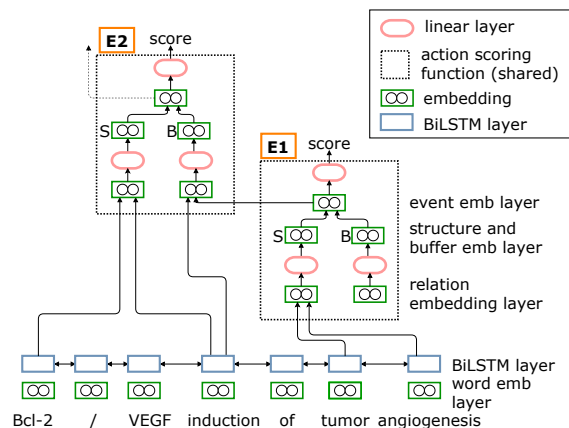 E2
score
S
B
linear layer
action scoring
function (shared)
embedding
BiLSTM layer
E1
score
S
B
event emb layer
structure and
buffer emb layer
relation
embedding layer
BiLSTM layer
word emb
layer
Bcl-2 / VEGF induction of tumor angiogenesis